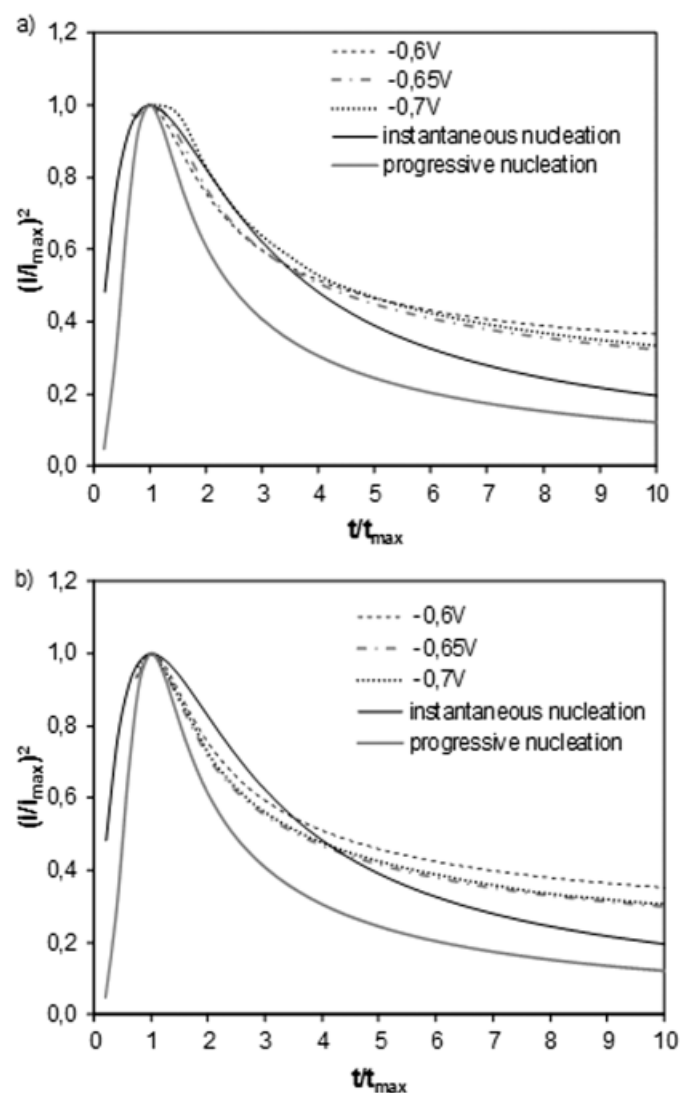 a)
1,2
1,0
0,8
0,6
0,4
0,2
0,0
(I/Imax)²
-0,6V
-0,65V
-0,7V
instantaneous nucleation
progressive nucleation
0 1 2 3 4 5 6 7 8 9 10
t/tmax
b)
1,2
1,0
0,8
0,6
0,4
0,2
0,0
(I/Imax)²
-0,6V
-0,65V
-0,7V
instantaneous nucleation
progressive nucleation
0 1 2 3 4 5 6 7 8 9 10
t/tmax